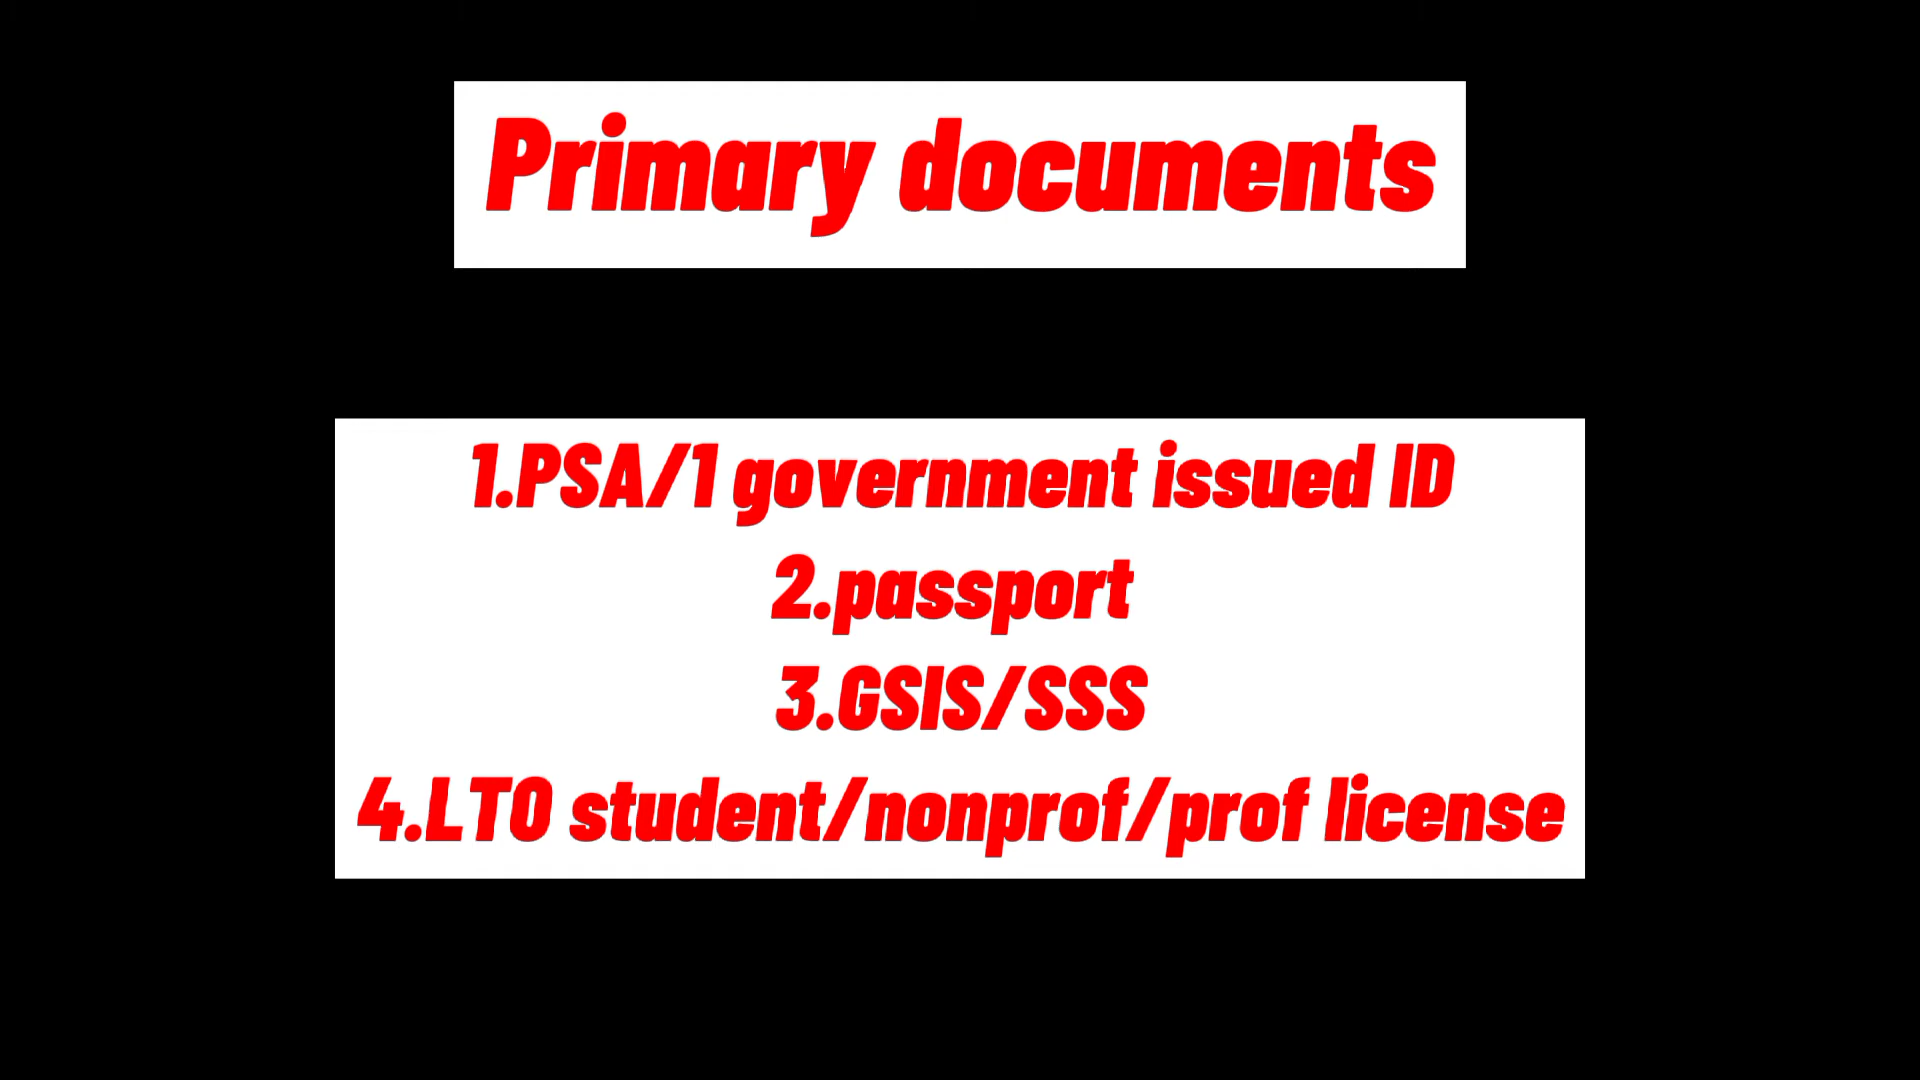 Primary documents
1.PSA/1 government issued ID
2.passport
3.GSIS/SSS
4.LTO student/nonprof/prof license